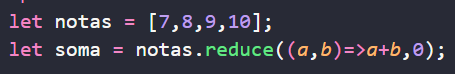 let notas = [7,8,9,10];
let soma = notas.reduce((a,b)=>a+b,0);